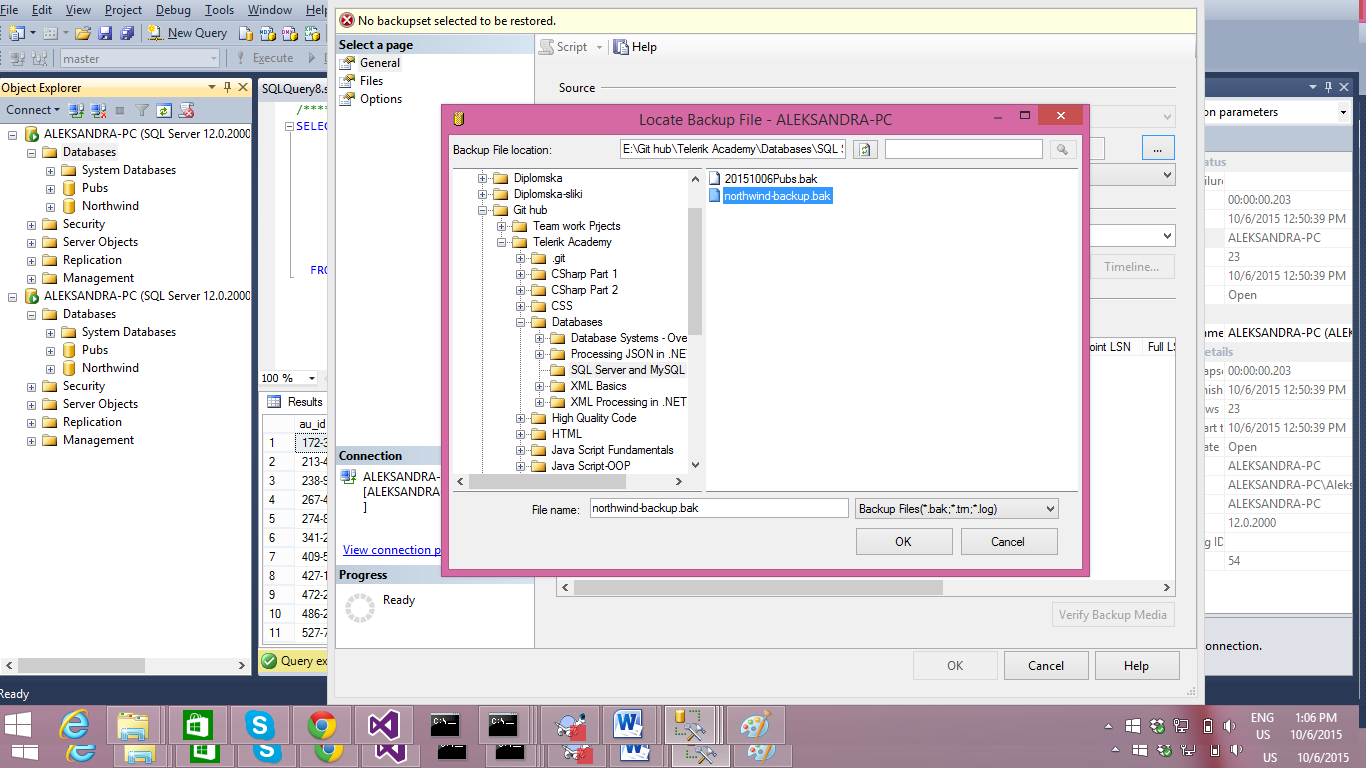 File Edit View Project Debug Tools Window Help
New Query
master
Execute
Object Explorer
Connect
ALEKSANDRA-PC (SQL Server 12.0.2000
Databases
System Databases
Pubs
Northwind
Security
Server Objects
Replication
Management
ALEKSANDRA-PC (SQL Server 12.0.2000
Databases
System Databases
Pubs
Northwind
Security
Server Objects
Replication
Management
Ready
SQLQuery8.s
/****
SELEC
FRO
100 %
Results
au_id
1 172-3
2 213-4
3 238-9
4 267-4
5 274-8
6 341-2
7 409-5
8 427-1
9 472-2
10 486-2
11 527-7
Query ex
No backupset selected to be restored.
Select a page
General
Files
Options
Script Help
Source
...
Timeline...
oint LSN Full LS
Connection
ALEKSANDRA-
[ALEKSANDRA
]
View connection p
Progress
Ready
Verify Backup Media
OK Cancel Help
Locate Backup File - ALEKSANDRA-PC
Backup File location: E:\Git hub\Telerik Academy\Databases\SQL S
Diplomska
Diplomska-sliki
Git hub
Team work Prjects
Telerik Academy
.git
CSharp Part 1
CSharp Part 2
CSS
Databases
Database Systems - Ove
Processing JSON in .NE
SQL Server and MySQL
XML Basics
XML Processing in .NET
High Quality Code
HTML
Java Script Fundamentals
Java Script-OOP
20151006Pubs.bak
northwind-backup.bak
File name: northwind-backup.bak Backup Files(*.bak;*.trn;*.log)
OK Cancel
on parameters
atus
ailure
00:00:00.203
10/6/2015 12:50:39 PM
ALEKSANDRA-PC
23
10/6/2015 12:50:39 PM
Open
ame ALEKSANDRA-PC (ALE
etails
apse 00:00:00.203
nish 10/6/2015 12:50:39 PM
ws 23
art t 10/6/2015 12:50:39 PM
ate Open
ALEKSANDRA-PC
ALEKSANDRA-PC\Aleks
ALEKSANDRA-PC
12.0.2000
g ID
54
onnection.
C:\
C:\
ENG
US
1:06 PM
10/6/2015
US 10/6/2015